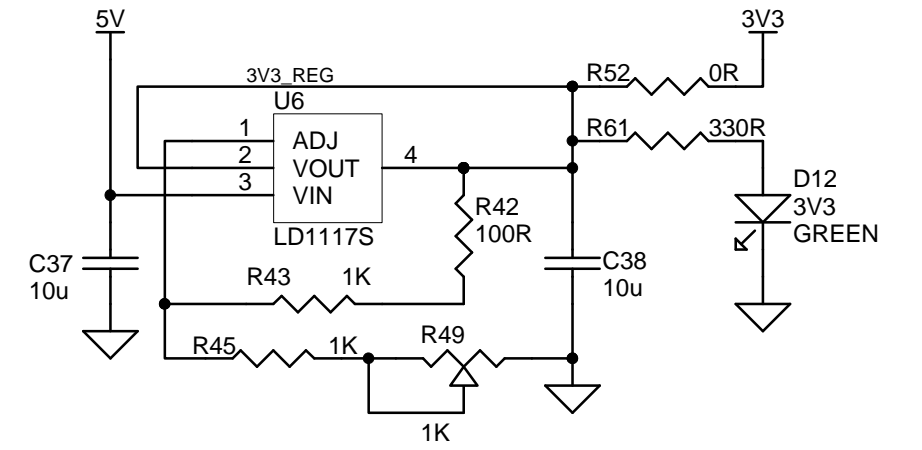 5V
3V3
3V3_REG
R52
0R
U6
1
ADJ
R61
330R
2
VOUT
4
3
VIN
D12
3V3
GREEN
R42
100R
LD1117S
C37
10u
R43
1K
C38
10u
R45
1K
R49
1K